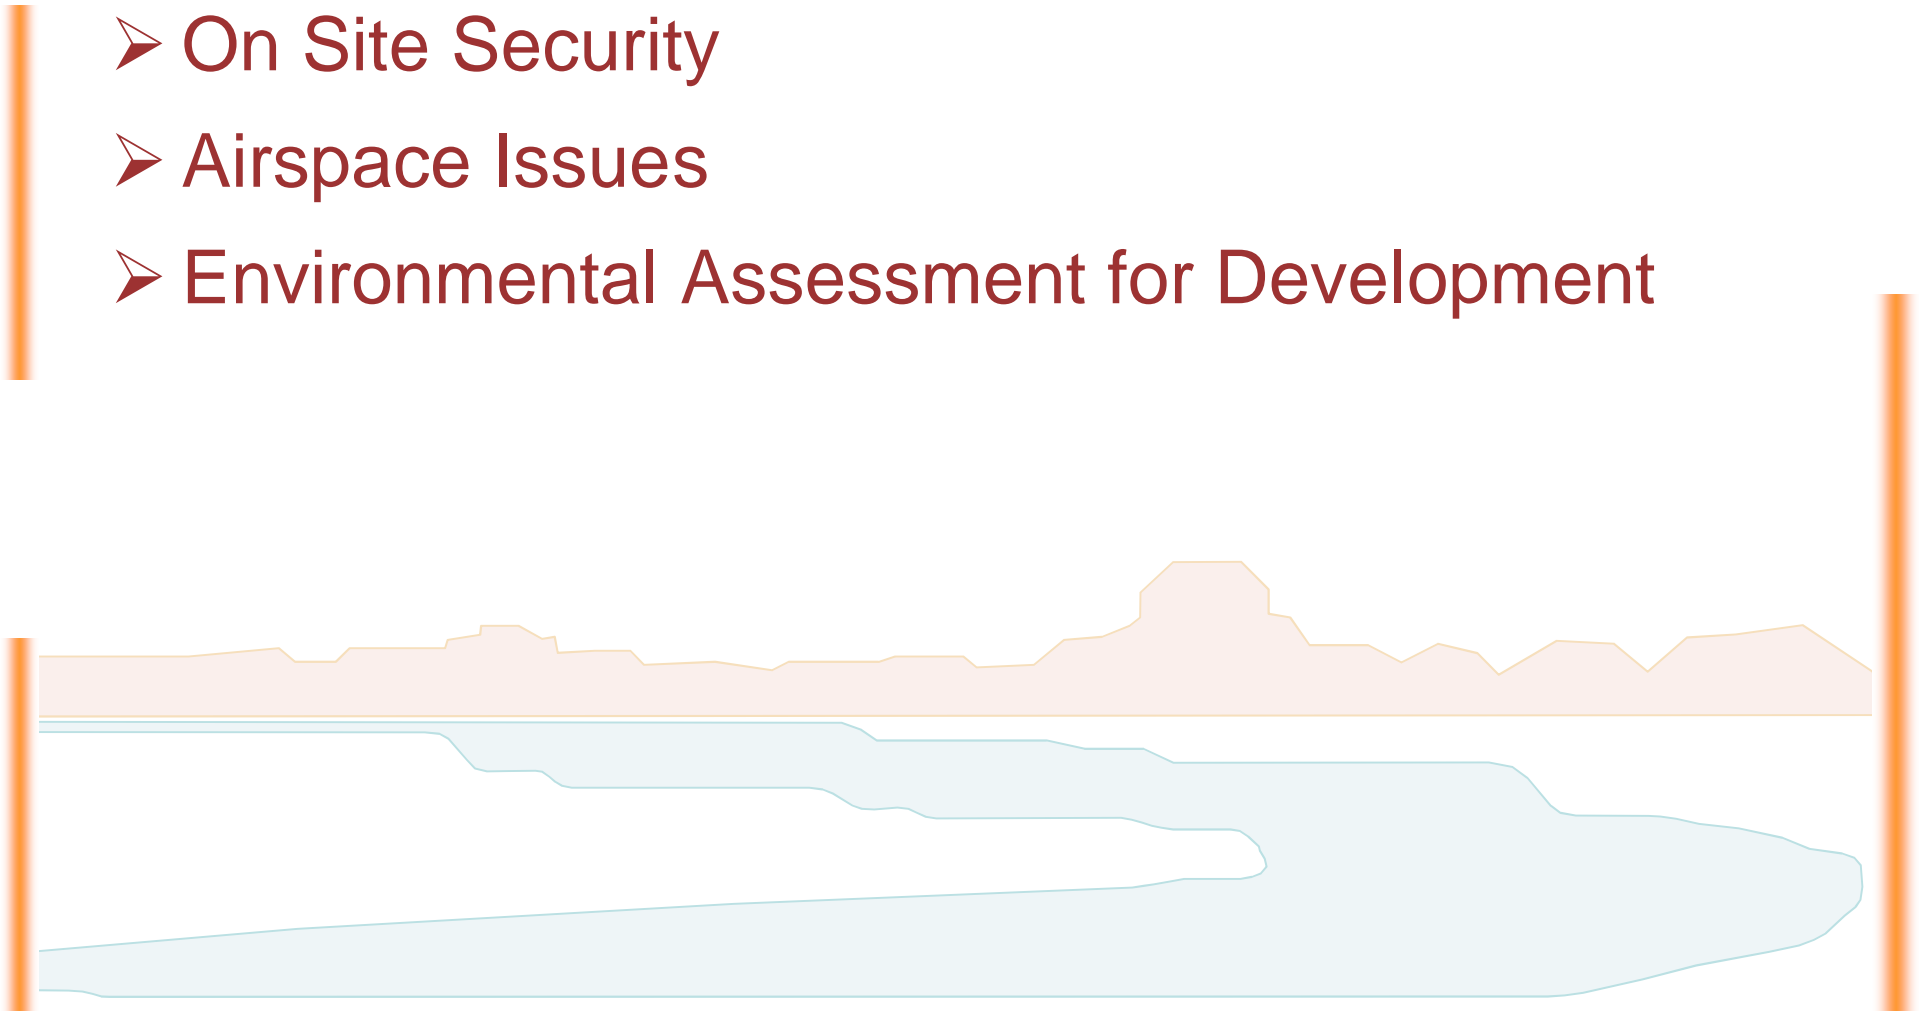 ➢ On Site Security
➢ Airspace Issues
➢ Environmental Assessment for Development